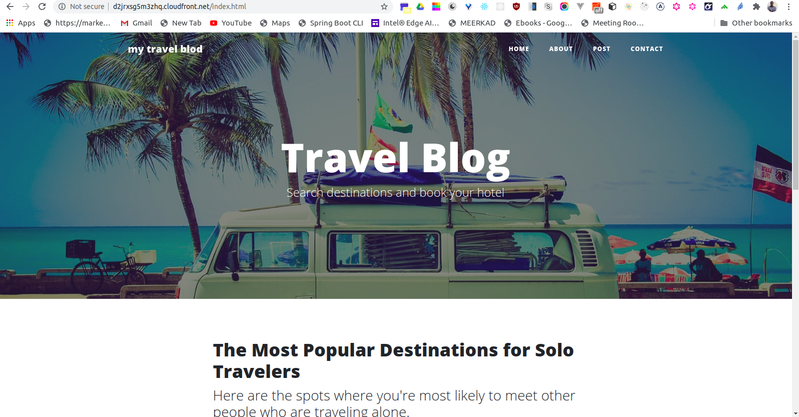 Not secure
d2jrxsg5m3zhq.cloudfront.net/index.html
Apps
https://marke...
Gmail
New Tab
YouTube
Maps
Spring Boot CLI
Intel® Edge AI...
MEERKAD
Ebooks - Goog...
Meeting Roo...
Other bookmarks
my travel blod
HOME
ABOUT
POST
CONTACT
Travel Blog
Search destinations and book your hotel
The Most Popular Destinations for Solo
Travelers
Here are the spots where you're most likely to meet other
people who are traveling alone.